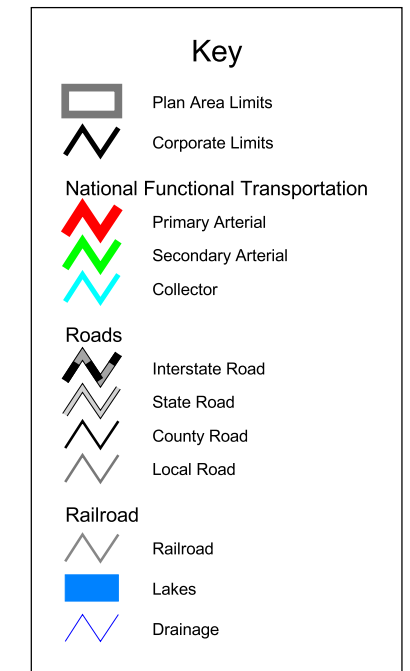 Key
Plan Area Limits
Corporate Limits
National Functional Transportation
Primary Arterial
Secondary Arterial
Collector
Roads
Interstate Road
State Road
County Road
Local Road
Railroad
Railroad
Lakes
Drainage